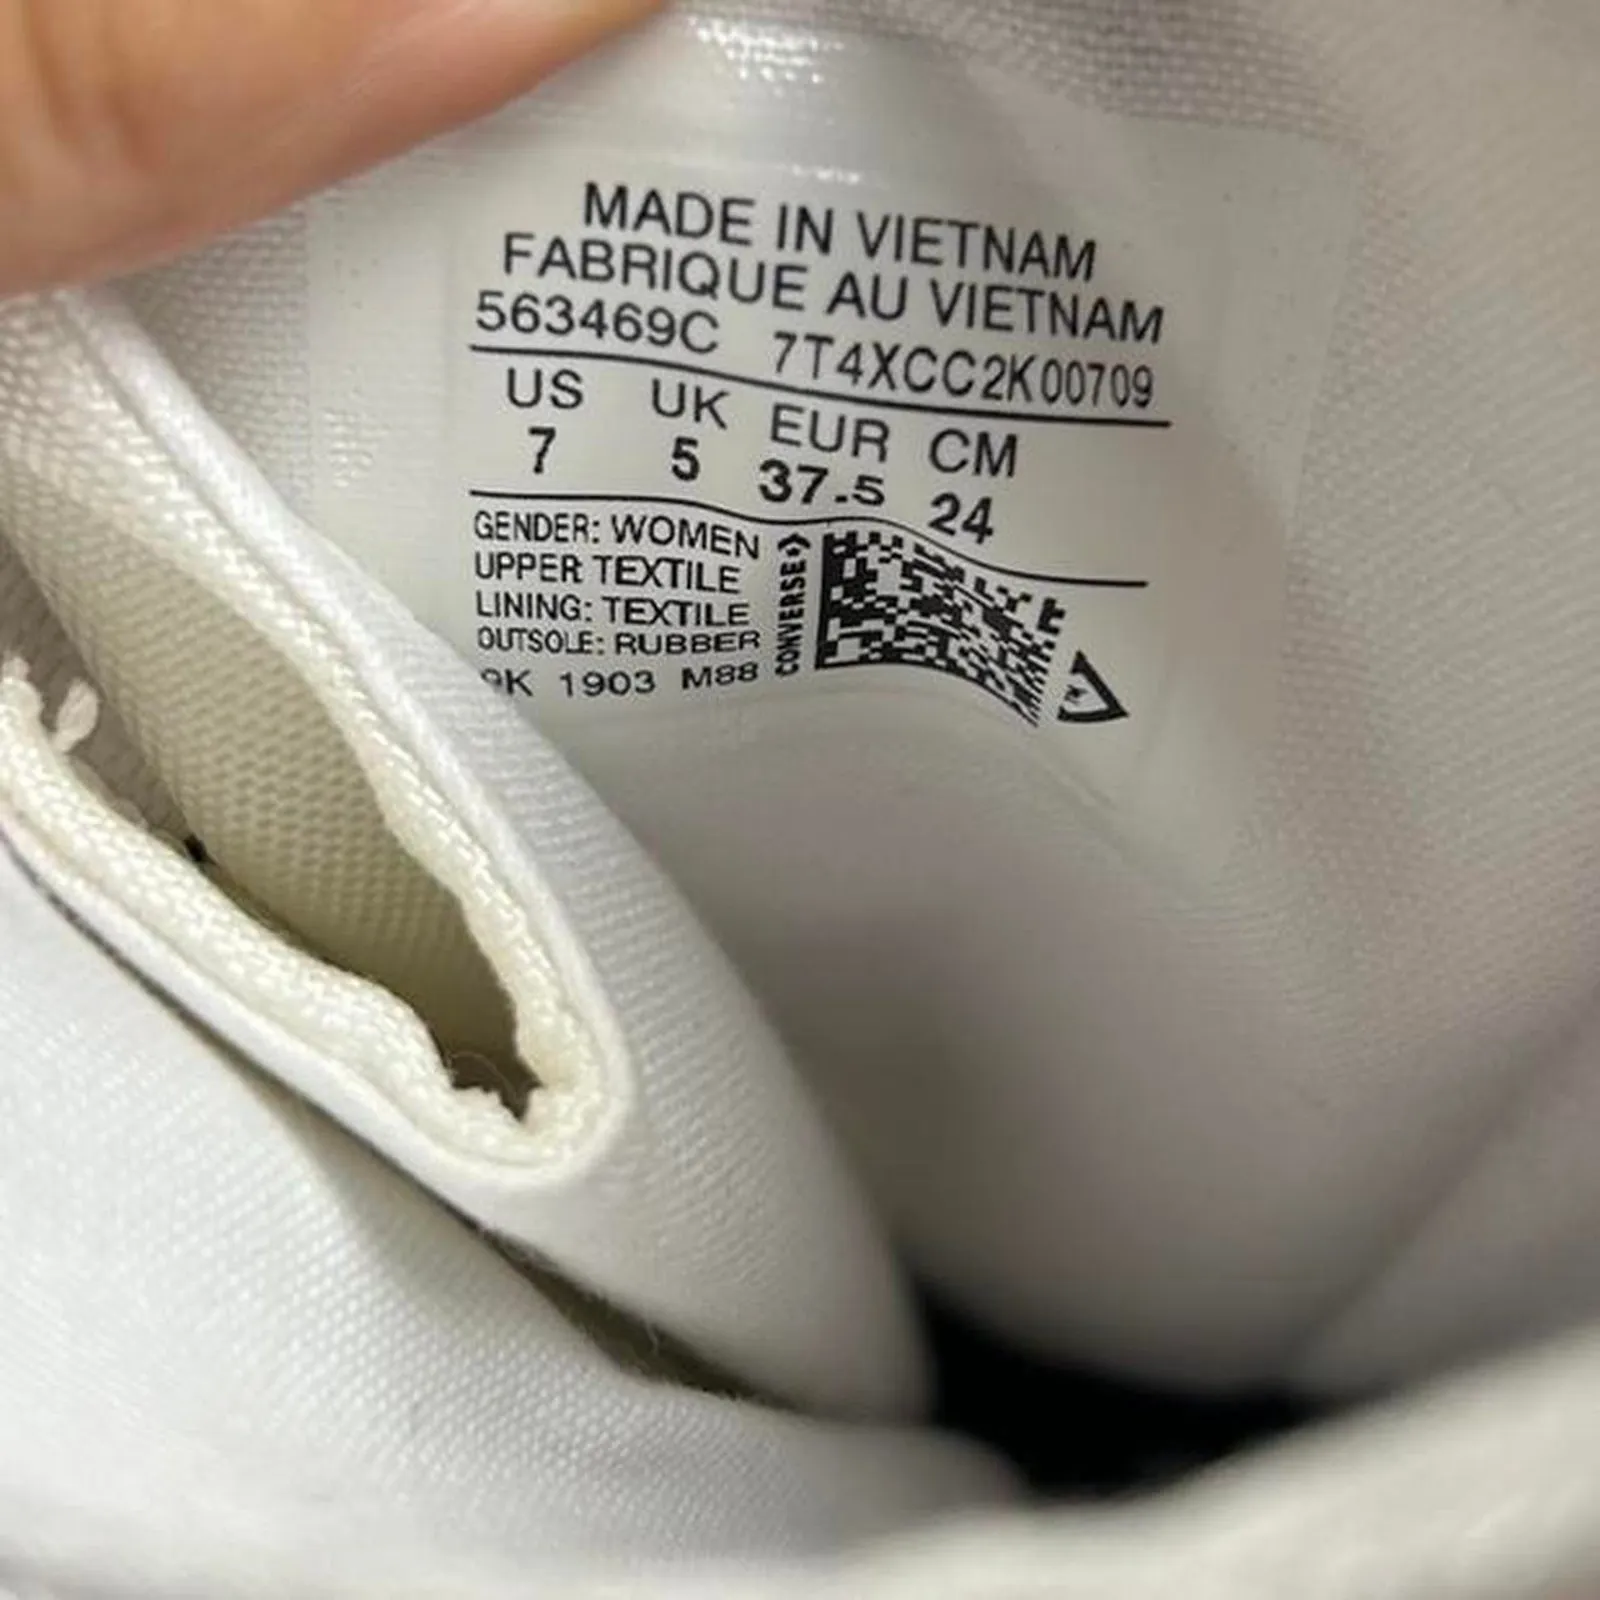 MADE IN VIETNAM
FABRIQUE AU VIETNAM
563469C 7T4XCC2K00709
US UK EUR CM
7 5 37.5 24
GENDER: WOMEN
UPPER TEXTILE
LINING: TEXTILE
OUTSOLE: RUBBER
9K 1903 M88
CONVERSE